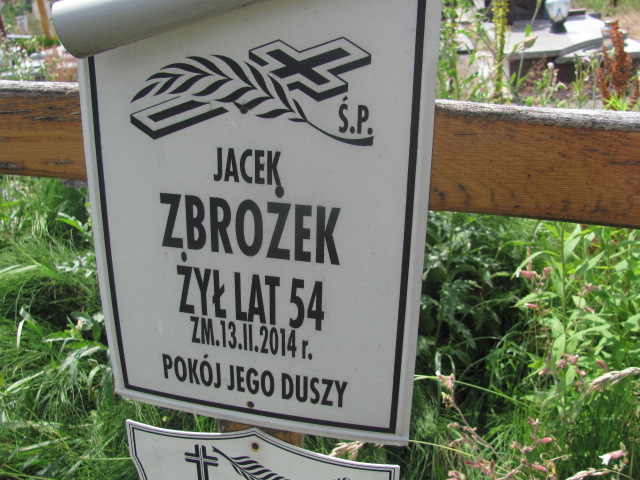 Ś.P.
JACEK
ZBROŻEK
ŻYŁ LAT 54
ZM.13.II.2014 r.
POKÓJ JEGO DUSZY